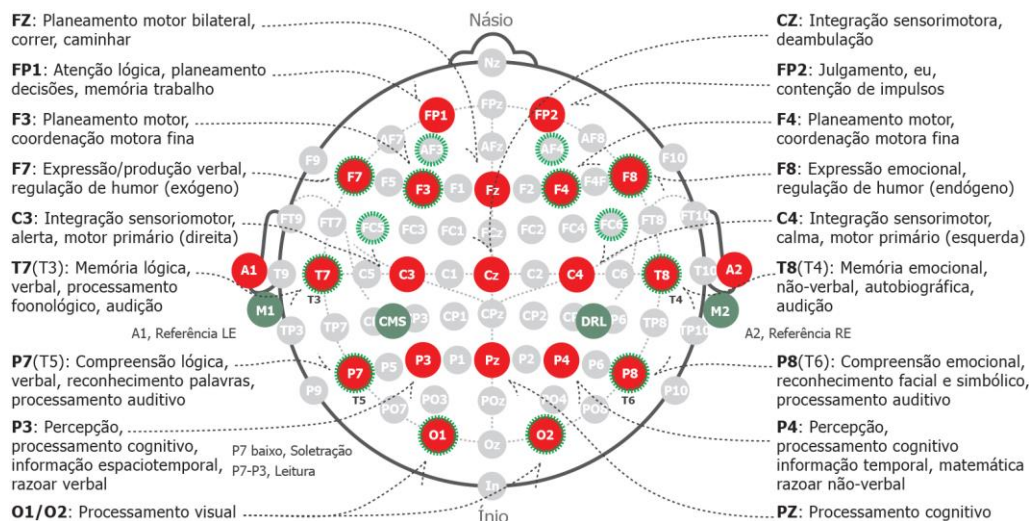 Násio
FZ: Planeamento motor bilateral,
correr, caminhar
FP1: Atenção lógica, planeamento
decisões, memória trabalho
F3: Planeamento motor,
coordenação motora fina
F7: Expressão/produção verbal,
regulação de humor (exógeno)
C3: Integração sensoriomotor,
alerta, motor primário (direita)
T7(T3): Memória lógica,
verbal, processamento
foonológico, audição
A1, Referência LE
P7(T5): Compreensão lógica,
verbal, reconhecimento palavras,
processamento auditivo
P3: Percepção,
processamento cognitivo,
informação espaciotemporal,
razoar verbal
P7 baixo, Soletração
P7-P3, Leitura
O1/O2: Processamento visual
Nz
FP1 FPz FP2
AF7 AF3 AFz AF4 AF8
F9 F7 F5 F3 F1 Fz F2 F4 F8 F10
FT9 FT7 FC5 FC3 FC1 FCz FC2 FC4 FT8 FT10
A1 T9 T7 C5 C3 C1 Cz C2 C4 C6 T8 T10 A2
T3 T4
M1 M2
TP3 TP7 CMS P3 CP1 CPz CP2 DRL P6 TP8 TP10
P9 P7 P5 P3 P1 Pz P2 P4 P6 P8 P10
T5 T6
PO7 PO3 POz PO4
O1 Oz O2
In
Ínio
CZ: Integração sensorimotora,
deambulação
FP2: Julgamento, eu,
contenção de impulsos
F4: Planeamento motor,
coordenação motora fina
F8: Expressão emocional,
regulação de humor (endógeno)
C4: Integração sensorimotor,
calma, motor primário (esquerda)
T8(T4): Memória emocional,
não-verbal, autobiográfica,
audição
A2, Referência RE
P8(T6): Compreensão emocional,
reconhecimento facial e simbólico,
processamento auditivo
P4: Percepção,
processamento cognitivo
informação temporal, matemática
razoar não-verbal
PZ: Processamento cognitivo